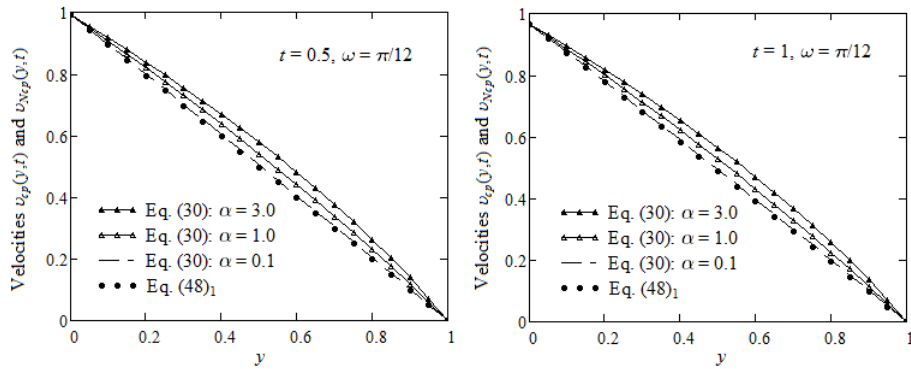 Velocities υcp(y,t) and υNcp(y,t)
1
0.8
0.6
0.4
0.2
0
t = 0.5, ω = π/12
Eq. (30): α = 3.0
Eq. (30): α = 1.0
Eq. (30): α = 0.1
Eq. (48)1
0 0.2 0.4 0.6 0.8 1
y
Velocities υcp(y,t) and υNcp(y,t)
1
0.8
0.6
0.4
0.2
0
t = 1, ω = π/12
Eq. (30): α = 3.0
Eq. (30): α = 1.0
Eq. (30): α = 0.1
Eq. (48)1
0 0.2 0.4 0.6 0.8 1
y